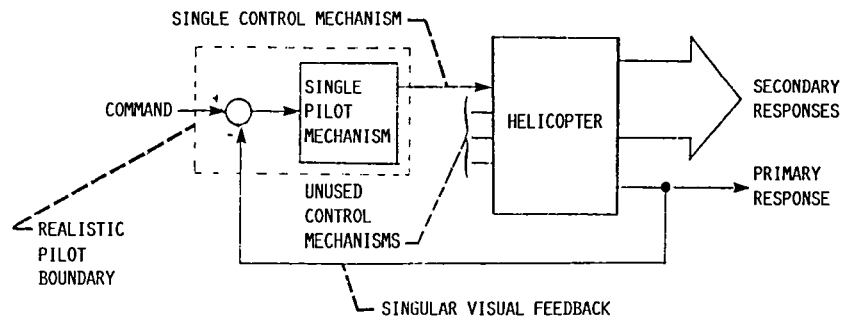 SINGLE CONTROL MECHANISM
COMMAND
+
-
SINGLE
PILOT
MECHANISM
HELICOPTER
SECONDARY
RESPONSES
PRIMARY
RESPONSE
UNUSED
CONTROL
MECHANISMS
REALISTIC
PILOT
BOUNDARY
SINGULAR VISUAL FEEDBACK